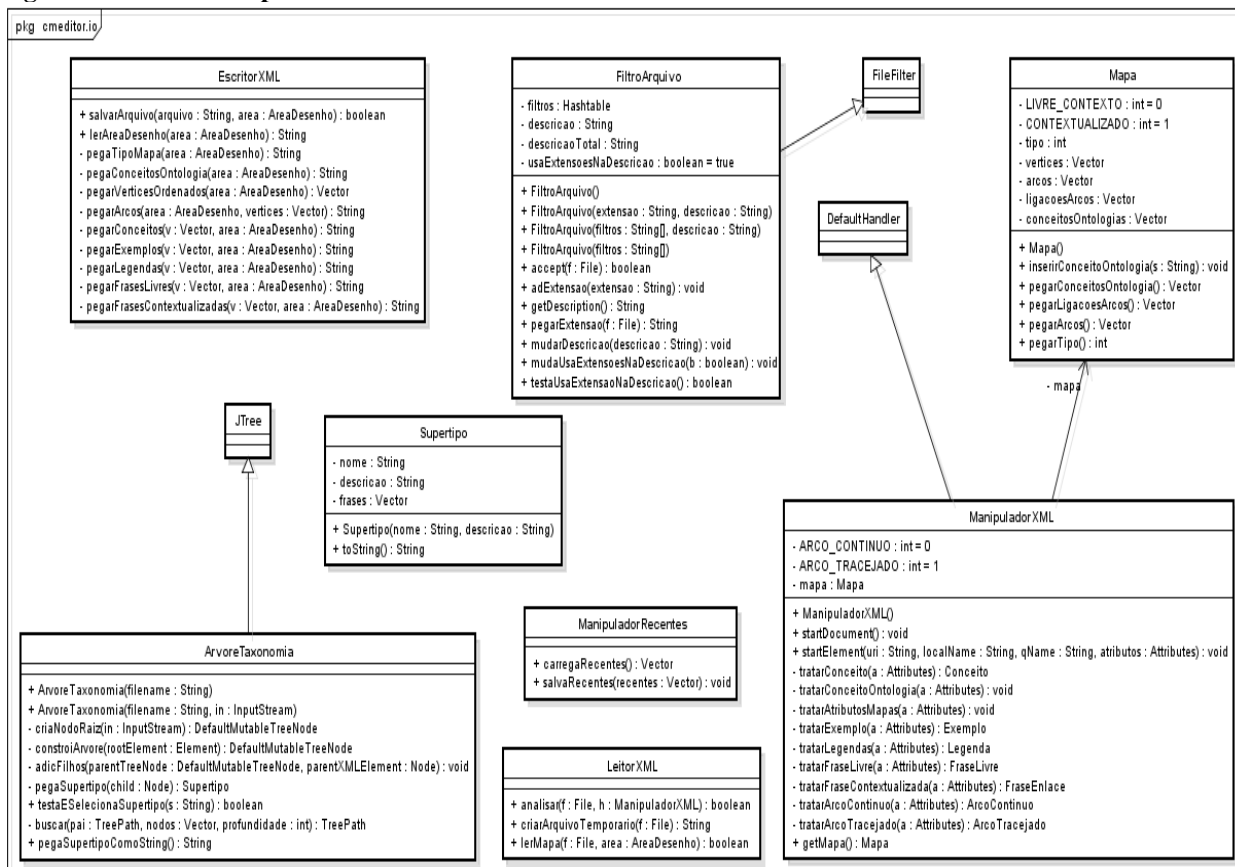 pkg cmeditor.io
EscritorXML
+ salvarArquivo(arquivo : String, area : AreaDesenho) : boolean
+ lerAreaDesenho(area : AreaDesenho) : String
- pegaTipoMapa(area : AreaDesenho) : String
- pegaConceitosOntologia(area : AreaDesenho) : String
- pegarVerticesOrdenados(area : AreaDesenho) : Vector
- pegarArcos(area : AreaDesenho, vertices : Vector) : String
- pegarConceitos(v : Vector, area : AreaDesenho) : String
- pegarExemplos(v : Vector, area : AreaDesenho) : String
- pegarLegendas(v : Vector, area : AreaDesenho) : String
- pegarFrasesLivres(v : Vector, area : AreaDesenho) : String
- pegarFrasesContextualizadas(v : Vector, area : AreaDesenho) : String
FiltroArquivo
- filtros : Hashtable
- descricao : String
- descricaoTotal : String
- usaExtensoesNaDescricao : boolean = true
+ FiltroArquivo()
+ FiltroArquivo(extensao : String, descricao : String)
+ FiltroArquivo(filtros : String[], descricao : String)
+ FiltroArquivo(filtros : String[])
+ accept(f : File) : boolean
+ adExtensao(extensao : String) : void
+ getDescription() : String
+ pegarExtensao(f : File) : String
+ mudarDescricao(descricao : String) : void
+ mudaUsaExtensoesNaDescricao(b : boolean) : void
+ testaUsaExtensaoNaDescricao() : boolean
FileFilter
Mapa
- LIVRE_CONTEXTO : int = 0
- CONTEXTUALIZADO : int = 1
- tipo : int
- vertices : Vector
- arcos : Vector
- ligacoesArcos : Vector
- conceitosOntologias : Vector
+ Mapa()
+ inserirConceitoOntologia(s : String) : void
+ pegarConceitosOntologia() : Vector
+ pegarLigacoesArcos() : Vector
+ pegarArcos() : Vector
+ pegarTipo() : int
DefaultHandler
- mapa
JTree
Supertipo
- nome : String
- descricao : String
- frases : Vector
+ Supertipo(nome : String, descricao : String)
+ toString() : String
ManipuladorXML
- ARCO_CONTINUO : int = 0
- ARCO_TRACEJADO : int = 1
- mapa : Mapa
+ ManipuladorXML()
+ startDocument() : void
+ startElement(uri : String, localName : String, qName : String, atributos : Attributes) : void
- tratarConceito(a : Attributes) : Conceito
- tratarConceitoOntologia(a : Attributes) : void
- tratarAtributosMapas(a : Attributes) : void
- tratarExemplo(a : Attributes) : Exemplo
- tratarLegendas(a : Attributes) : Legenda
- tratarFraseLivre(a : Attributes) : FraseLivre
- tratarFraseContextualizada(a : Attributes) : FraseEnlace
- tratarArcoContinuo(a : Attributes) : ArcoContinuo
- tratarArcoTracejado(a : Attributes) : ArcoTracejado
+ getMapa() : Mapa
ManipuladorRecentes
+ carregaRecentes() : Vector
+ salvaRecentes(recentes : Vector) : void
ArvoreTaxonomia
+ ArvoreTaxonomia(filename : String)
+ ArvoreTaxonomia(filename : String, in : InputStream)
- criaNodoRaiz(in : InputStream) : DefaultMutableTreeNode
- constroiArvore(rootElement : Element) : DefaultMutableTreeNode
- adicFilhos(parentTreeNode : DefaultMutableTreeNode, parentXMLElement : Node) : void
- pegaSupertipo(child : Node) : Supertipo
+ testaESelecionaSupertipo(s : String) : boolean
- buscar(pai : TreePath, nodos : Vector, profundidade : int) : TreePath
+ pegaSupertipoComoString() : String
LeitorXML
+ analisar(f : File, h : ManipuladorXML) : boolean
+ criarArquivoTemporario(f : File) : String
+ lerMapa(f : File, area : AreaDesenho) : boolean